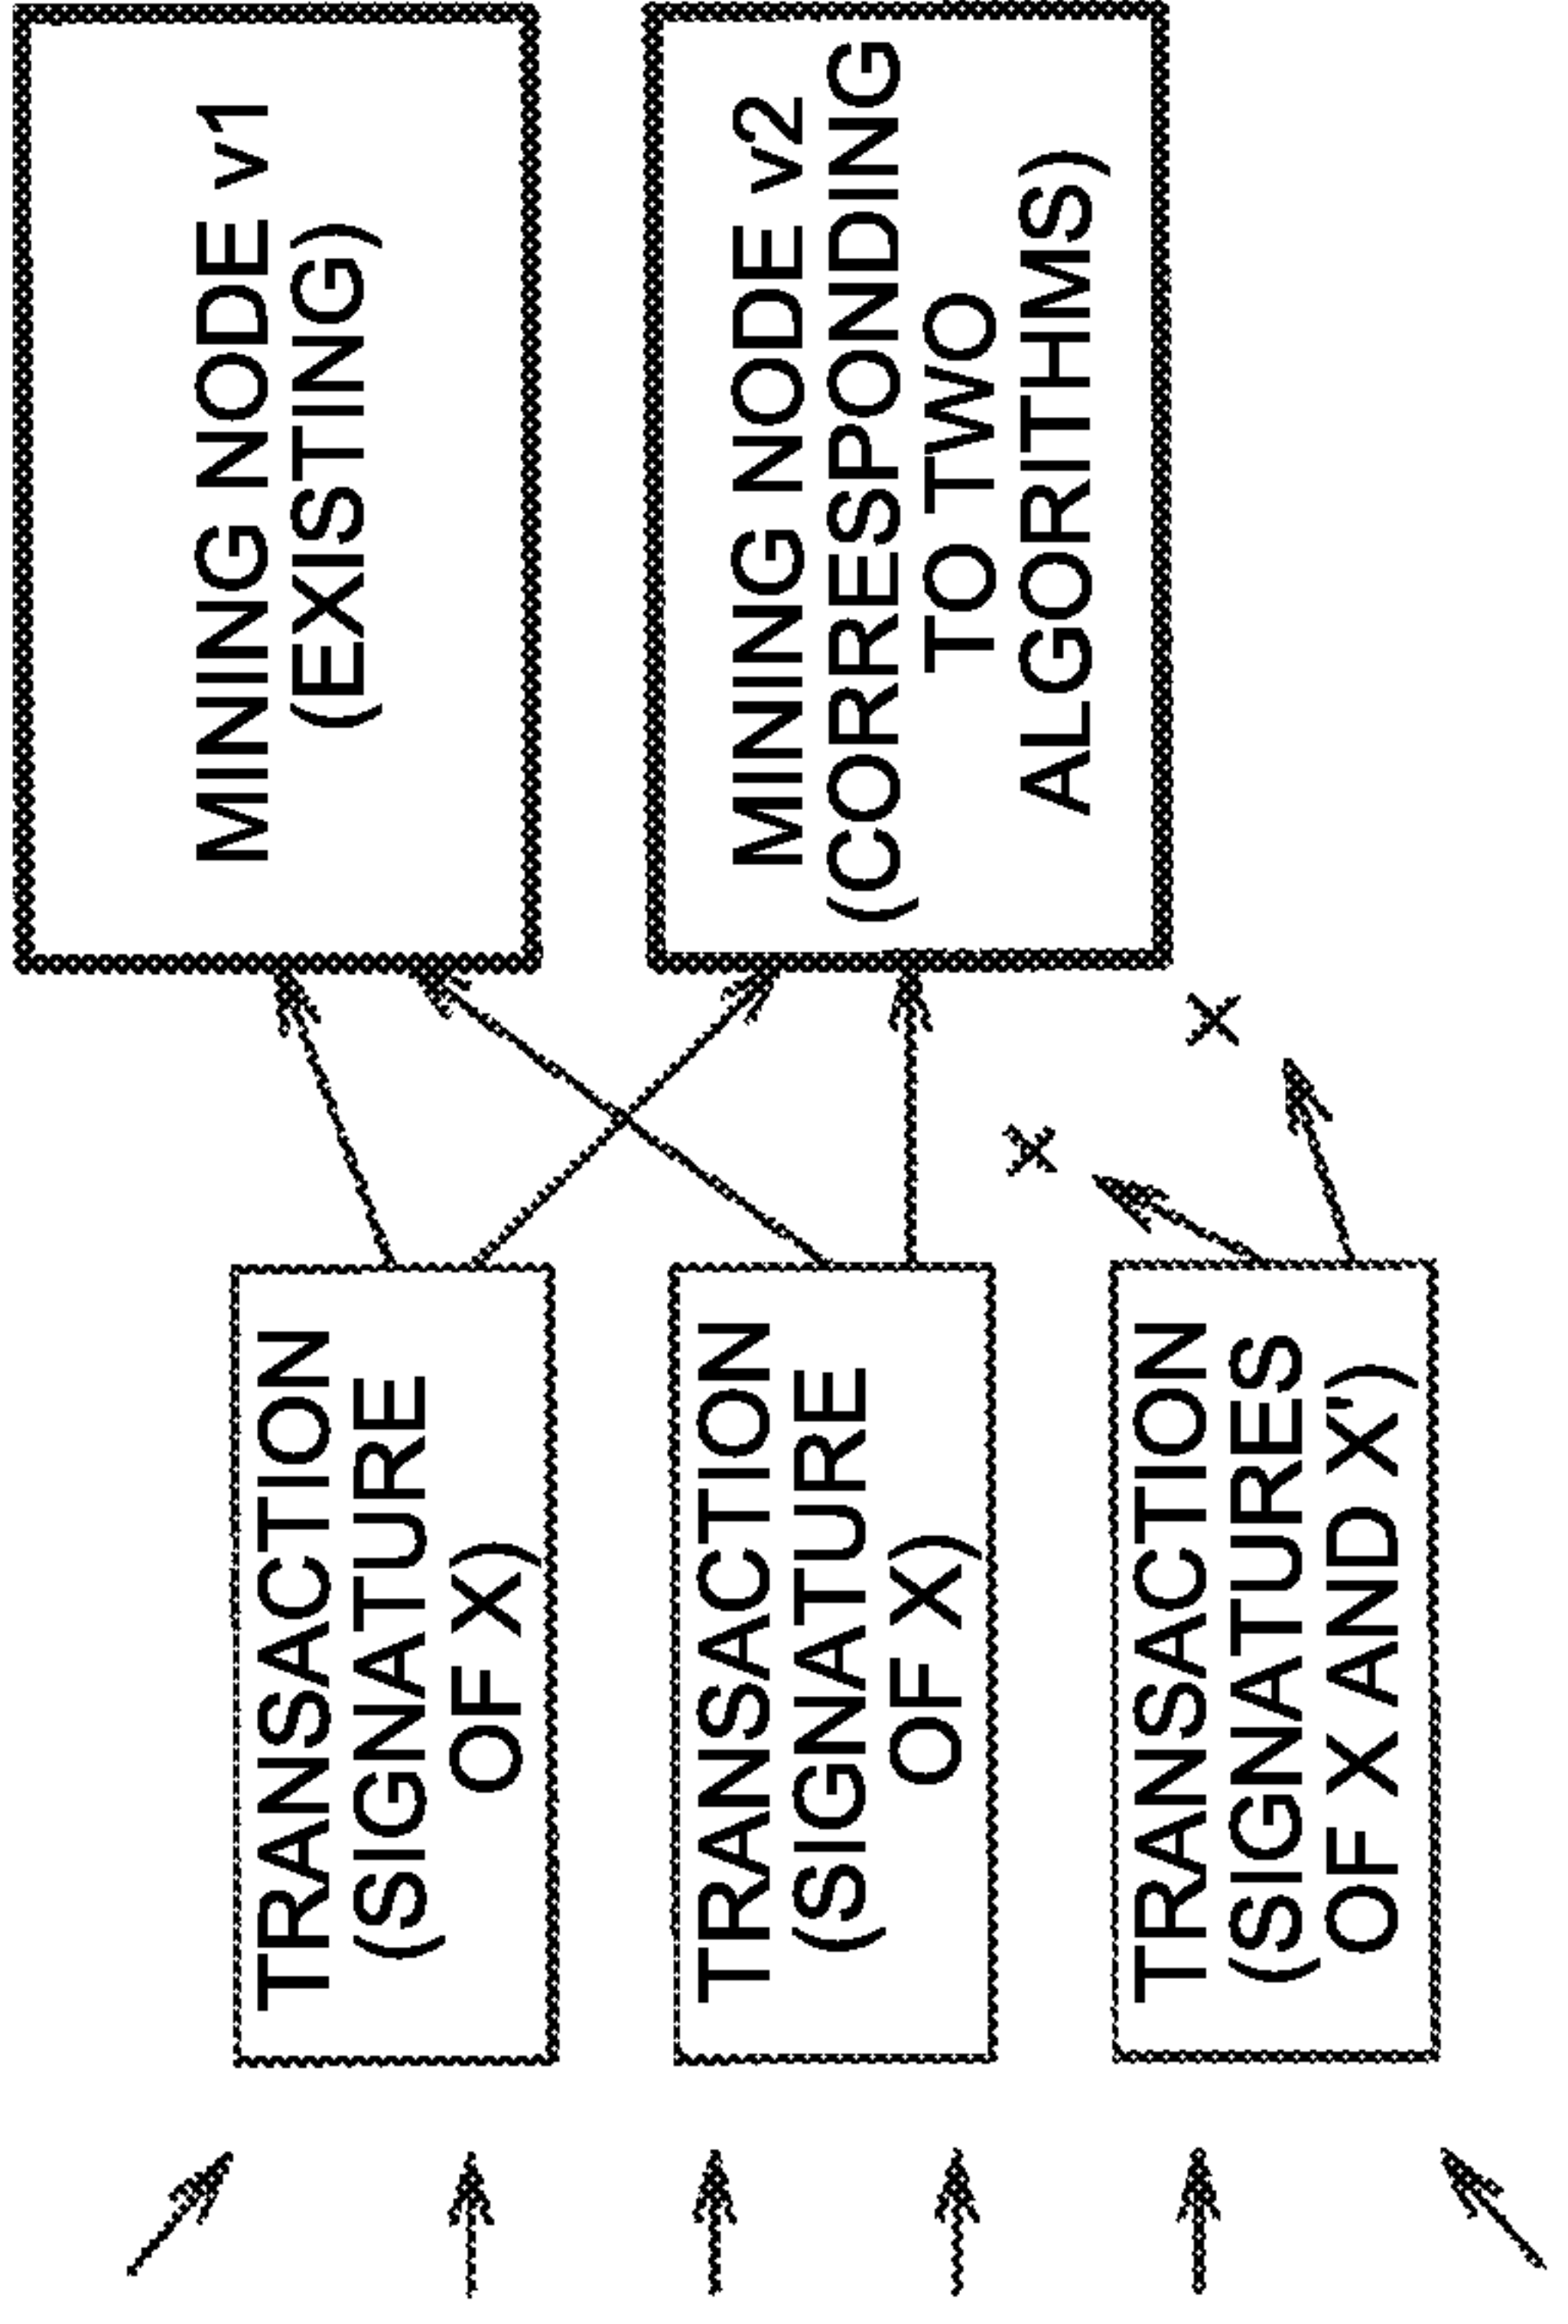 MINING NODE v1
(EXISTING)
MINING NODE v2
(CORRESPONDING
TO TWO
ALGORITHMS)
TRANSACTION
(SIGNATURE
OF X)
TRANSACTION
(SIGNATURE
OF X)
TRANSACTION
(SIGNATURES
OF X AND X')